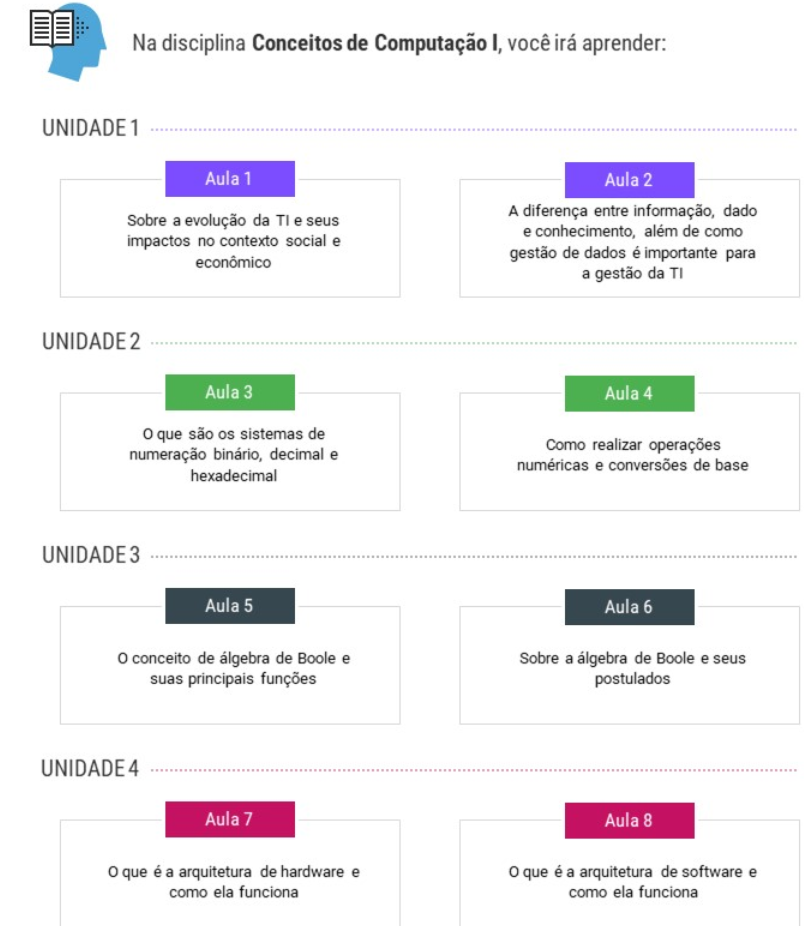 Na disciplina Conceitos de Computação I, você irá aprender:
UNIDADE 1
Aula 1
Sobre a evolução da TI e seus
impactos no contexto social e
econômico
Aula 2
A diferença entre informação, dado
e conhecimento, além de como
gestão de dados é importante para
a gestão da TI
UNIDADE 2
Aula 3
O que são os sistemas de
numeração binário, decimal e
hexadecimal
Aula 4
Como realizar operações
numéricas e conversões de base
UNIDADE 3
Aula 5
O conceito de álgebra de Boole e
suas principais funções
Aula 6
Sobre a álgebra de Boole e seus
postulados
UNIDADE 4
Aula 7
O que é a arquitetura de hardware e
como ela funciona
Aula 8
O que é a arquitetura de software e
como ela funciona